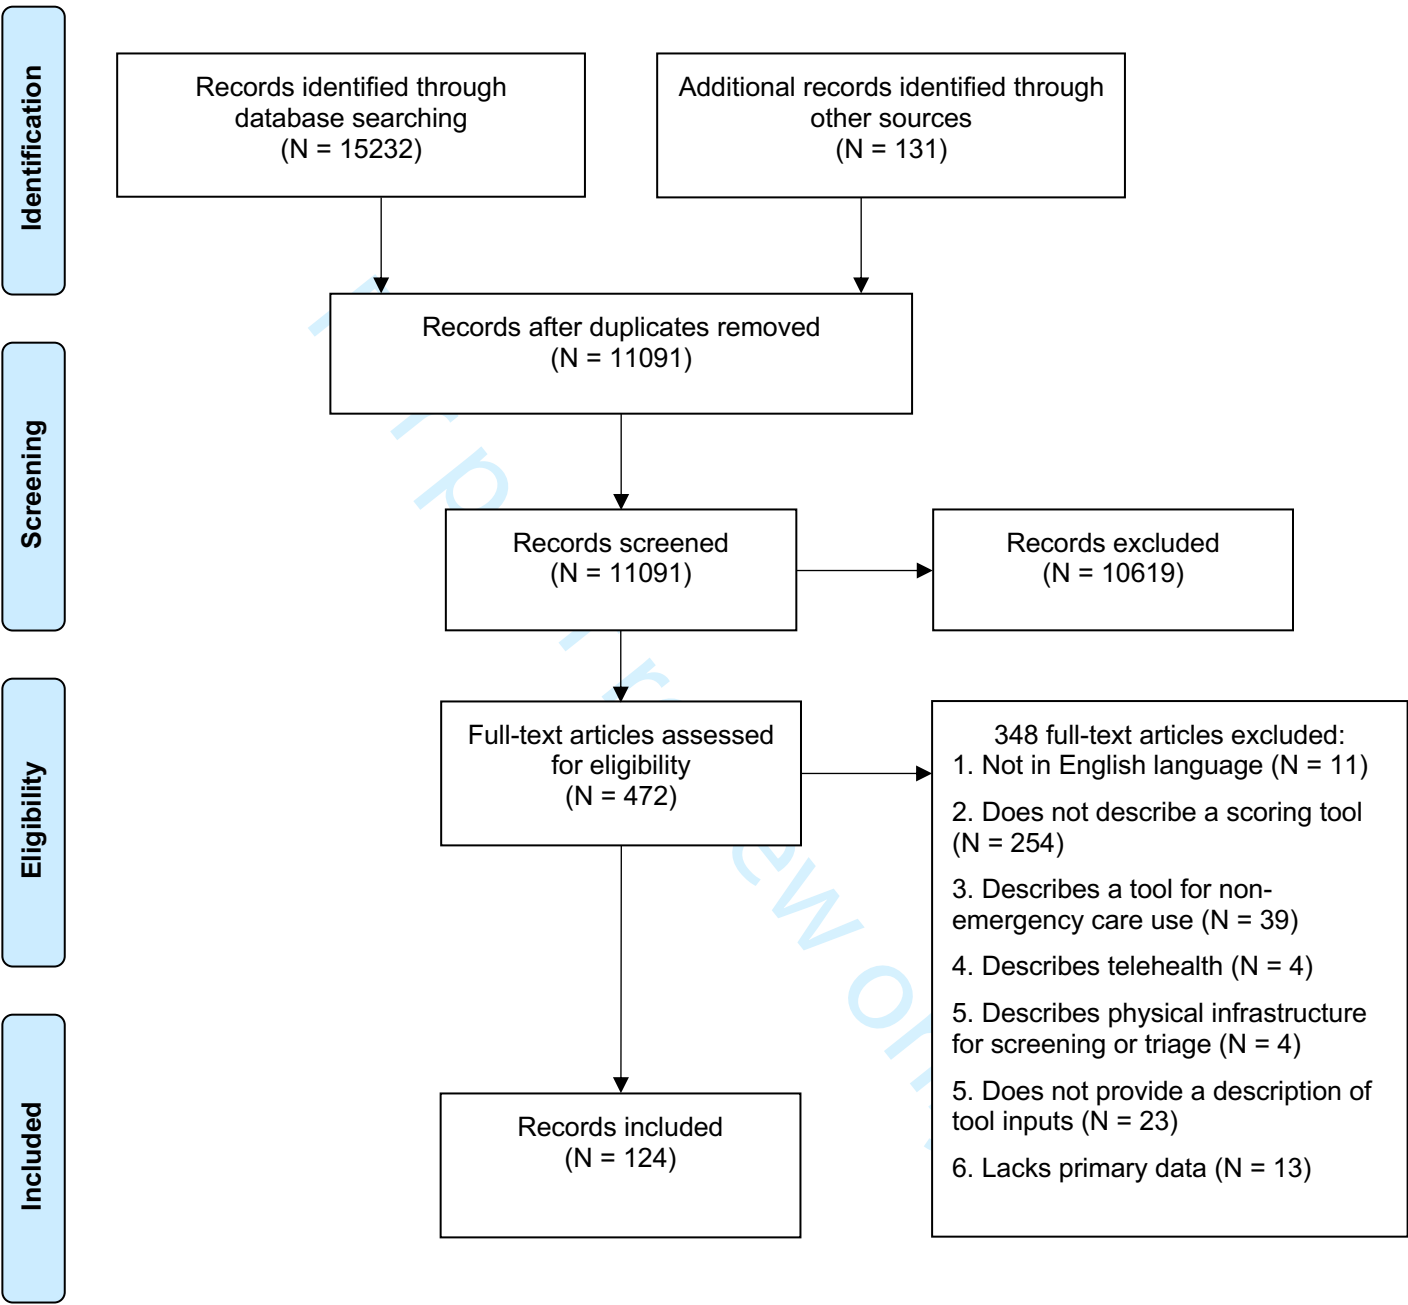 Identification
Records identified through
database searching
(N = 15232)
Additional records identified through
other sources
(N = 131)
Records after duplicates removed
(N = 11091)
Screening
Records screened
(N = 11091)
Records excluded
(N = 10619)
Eligibility
Full-text articles assessed
for eligibility
(N = 472)
348 full-text articles excluded:
1. Not in English language (N = 11)
2. Does not describe a scoring tool
(N = 254)
3. Describes a tool for non-
emergency care use (N = 39)
4. Describes telehealth (N = 4)
5. Describes physical infrastructure
for screening or triage (N = 4)
5. Does not provide a description of
tool inputs (N = 23)
6. Lacks primary data (N = 13)
Included
Records included
(N = 124)